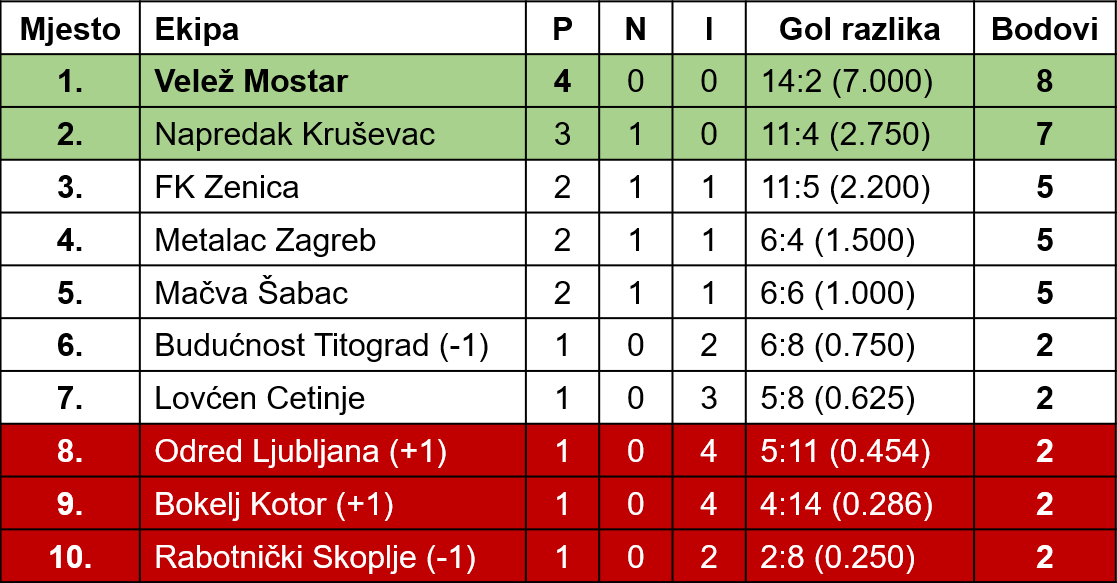 Mjesto Ekipa P N I Gol razlika Bodovi
1. Velež Mostar 4 0 0 14:2 (7.000) 8
2. Napredak Kruševac 3 1 0 11:4 (2.750) 7
3. FK Zenica 2 1 1 11:5 (2.200) 5
4. Metalac Zagreb 2 1 1 6:4 (1.500) 5
5. Mačva Šabac 2 1 1 6:6 (1.000) 5
6. Budućnost Titograd (-1) 1 0 2 6:8 (0.750) 2
7. Lovćen Cetinje 1 0 3 5:8 (0.625) 2
8. Odred Ljubljana (+1) 1 0 4 5:11 (0.454) 2
9. Bokelj Kotor (+1) 1 0 4 4:14 (0.286) 2
10. Rabotnički Skoplje (-1) 1 0 2 2:8 (0.250) 2